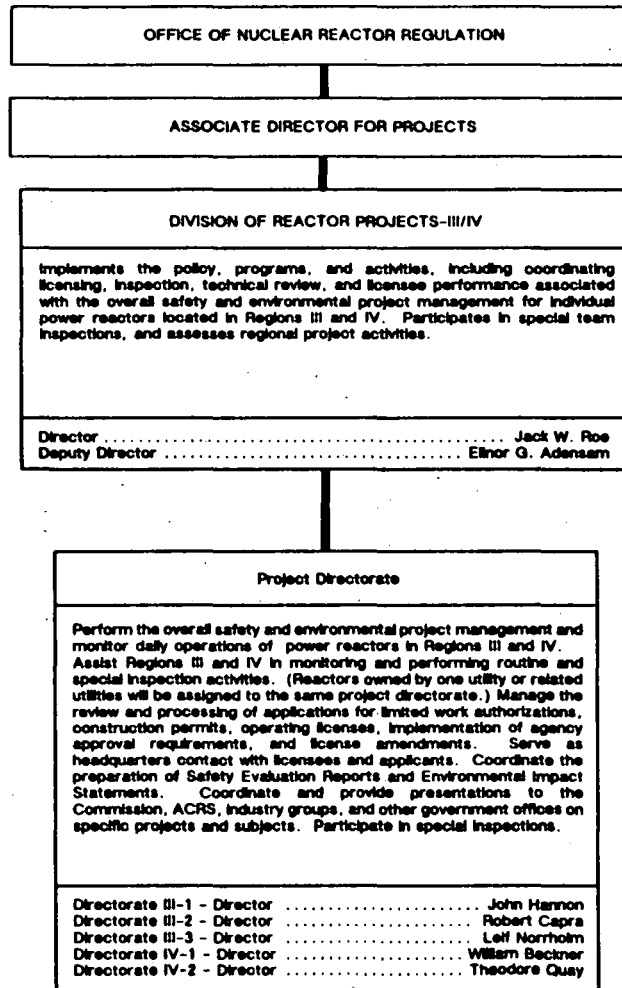 OFFICE OF NUCLEAR REACTOR REGULATION
ASSOCIATE DIRECTOR FOR PROJECTS
DIVISION OF REACTOR PROJECTS-III/IV
Implements the policy, programs, and activities, including coordinating
licensing, inspection, technical review, and licensee performance associated
with the overall safety and environmental project management for individual
power reactors located in Regions III and IV. Participates in special team
inspections, and assesses regional project activities.
Director ................................................ Jack W. Roe
Deputy Director .................................... Elinor G. Adensam
Project Directorate
Perform the overall safety and environmental project management and
monitor daily operations of power reactors in Regions III and IV.
Assist Regions III and IV in monitoring and performing routine and
special inspection activities. (Reactors owned by one utility or related
utilities will be assigned to the same project directorate.) Manage the
review and processing of applications for limited work authorizations,
construction permits, operating licenses, implementation of agency
approval requirements, and license amendments. Serve as
headquarters contact with licensees and applicants. Coordinate the
preparation of Safety Evaluation Reports and Environmental Impact
Statements. Coordinate and provide presentations to the
Commission, ACRS, industry groups, and other government offices on
specific projects and subjects. Participate in special inspections.
Directorate III-1 - Director ........................ John Hannon
Directorate III-2 - Director ........................ Robert Capra
Directorate III-3 - Director ........................ Leif Norrholm
Directorate IV-1 - Director ...................... William Beckner
Directorate IV-2 - Director ...................... Theodore Quay